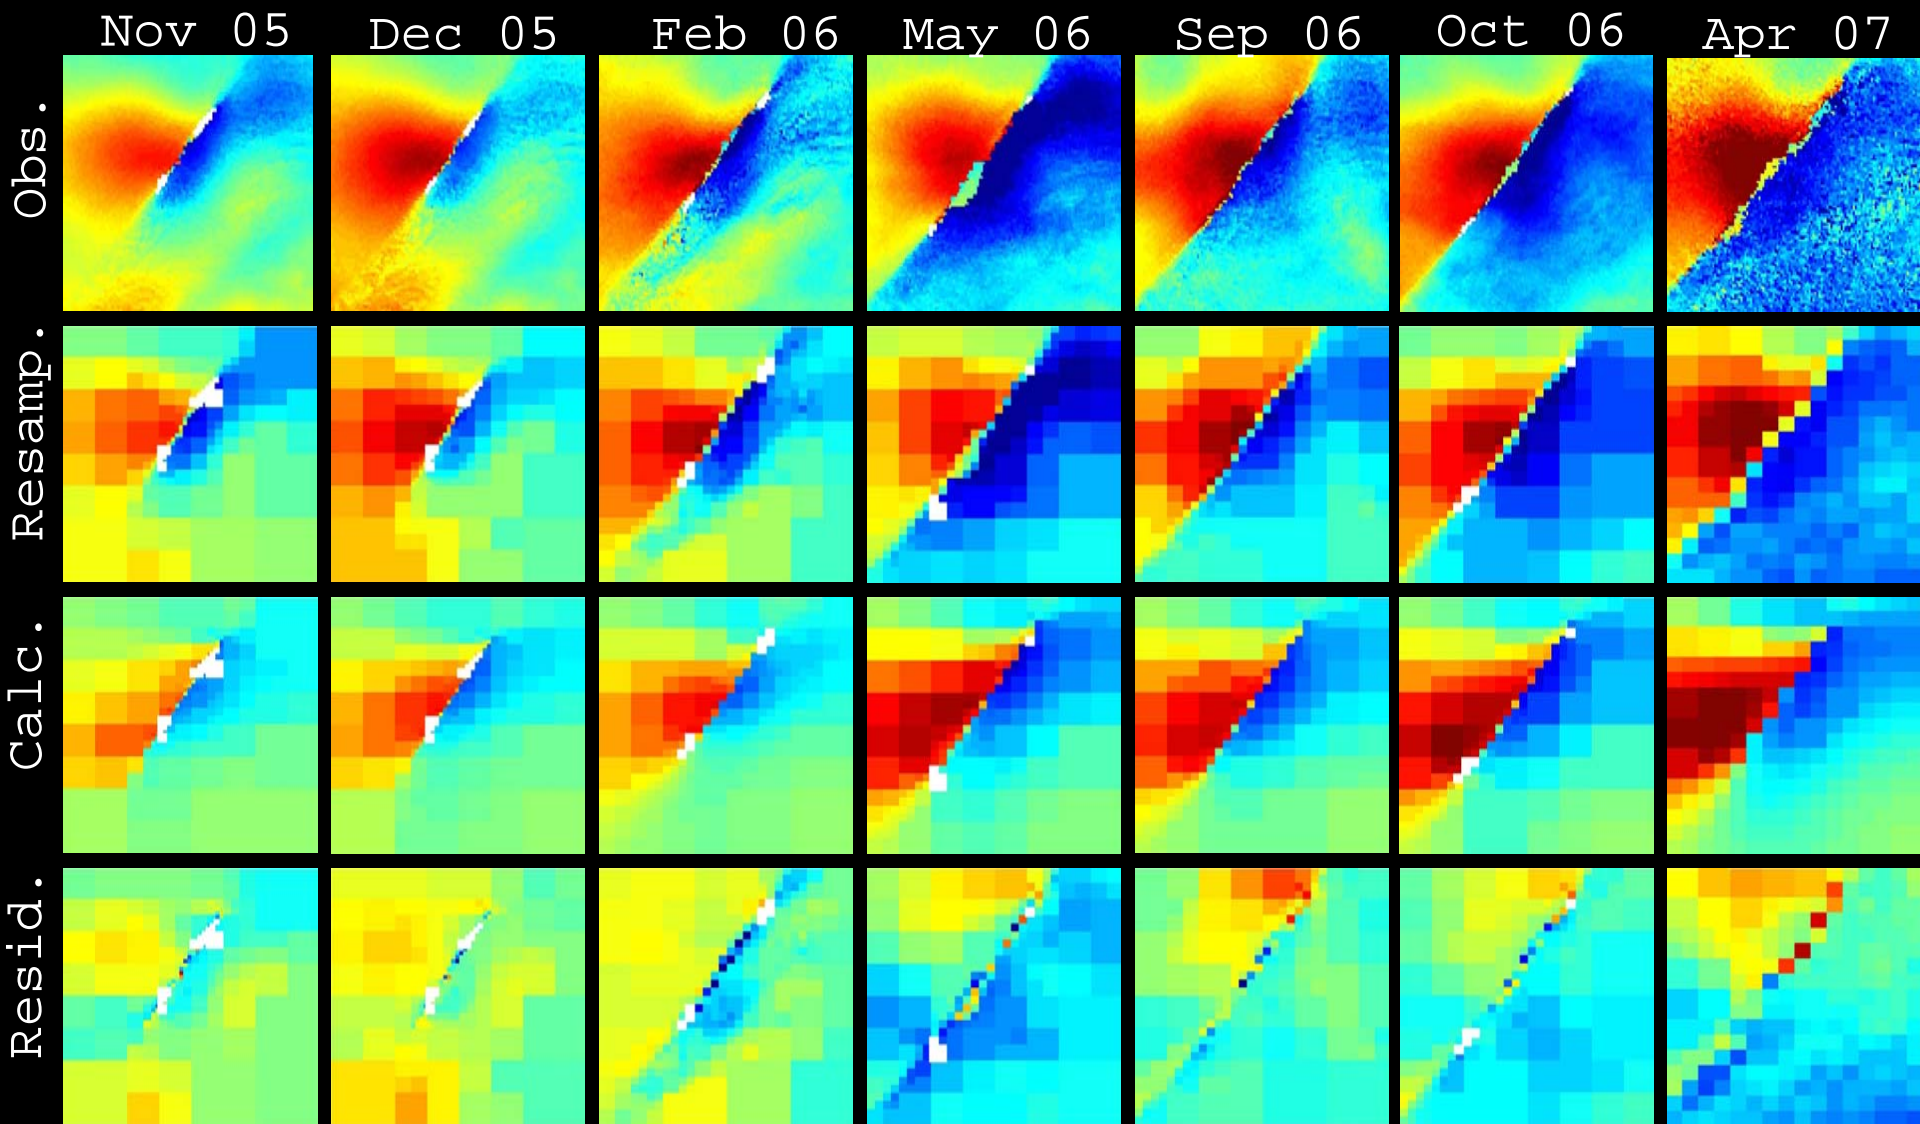 Nov 05 Dec 05 Feb 06 May 06 Sep 06 Oct 06 Apr 07
Obs.
Resamp.
Calc.
Resid.